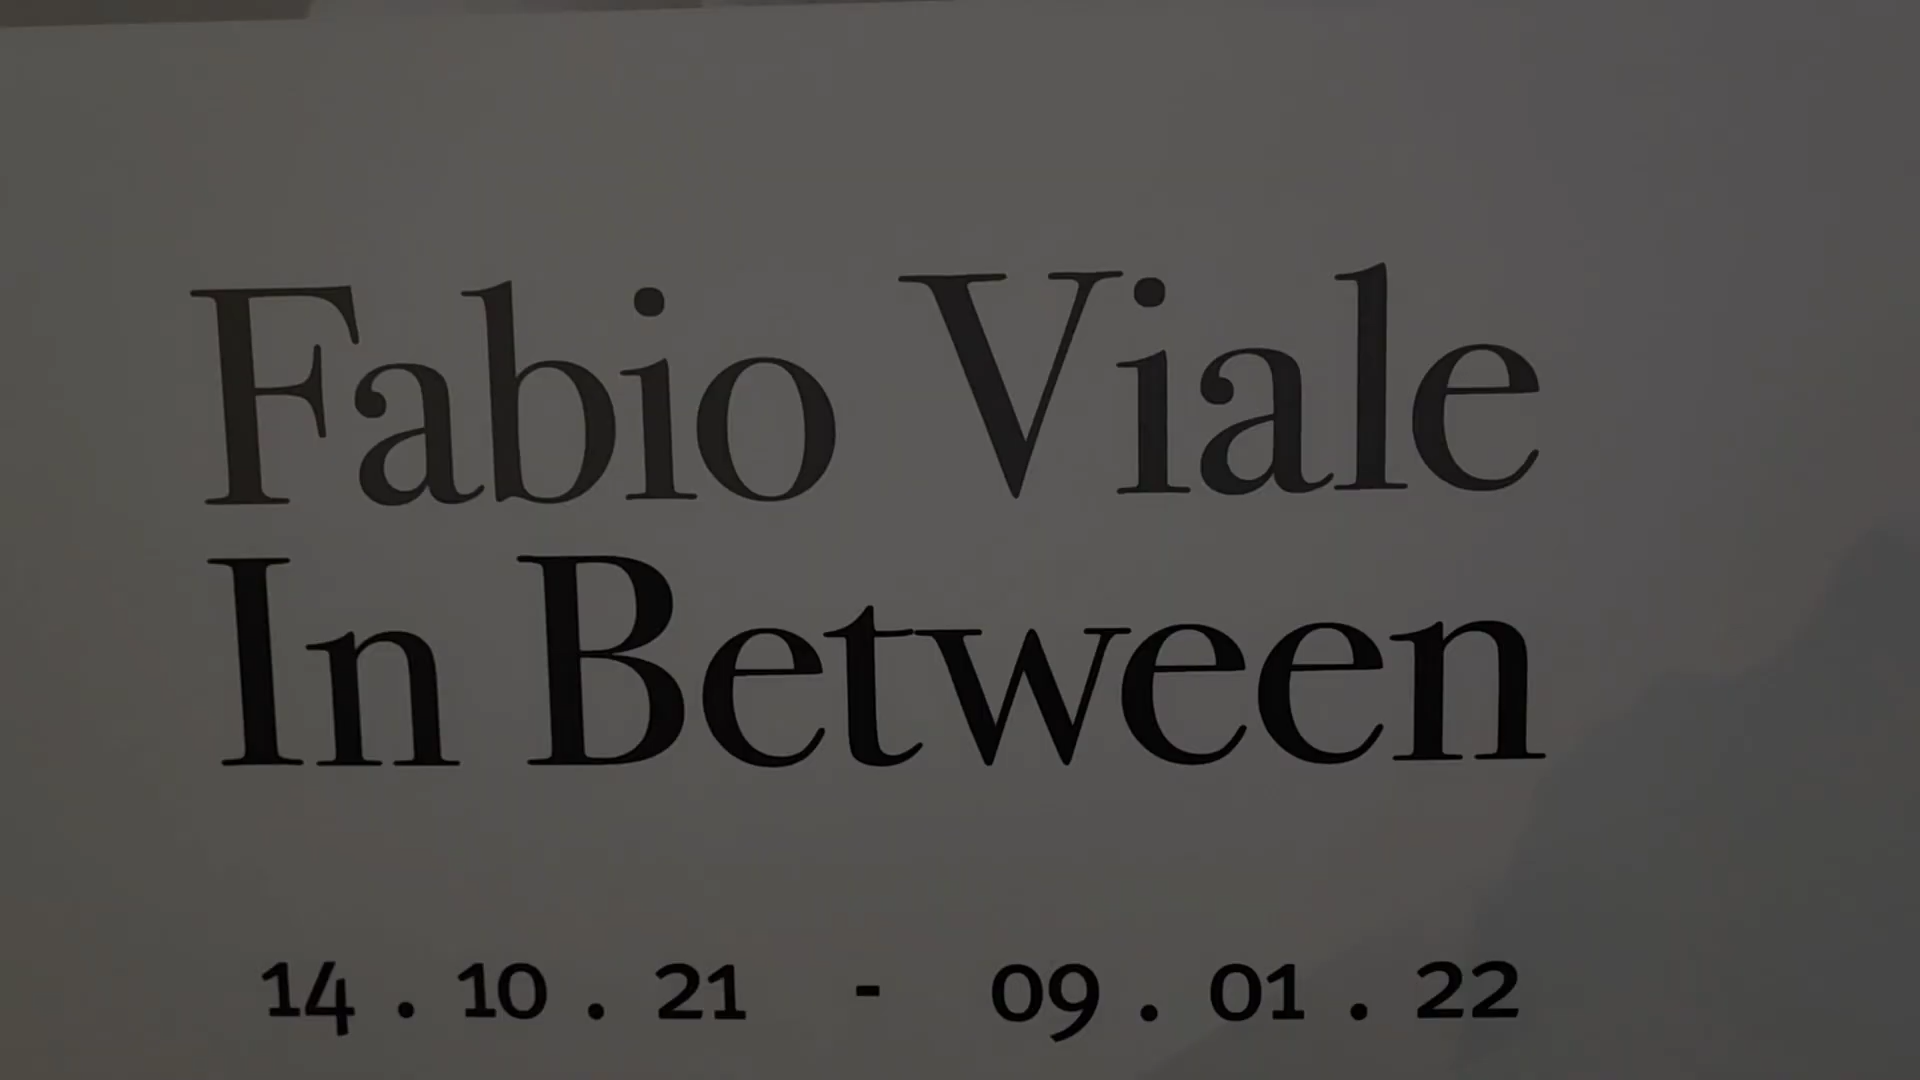 Fabio Viale
In Between
14 . 10 . 21 - 09 . 01 . 22